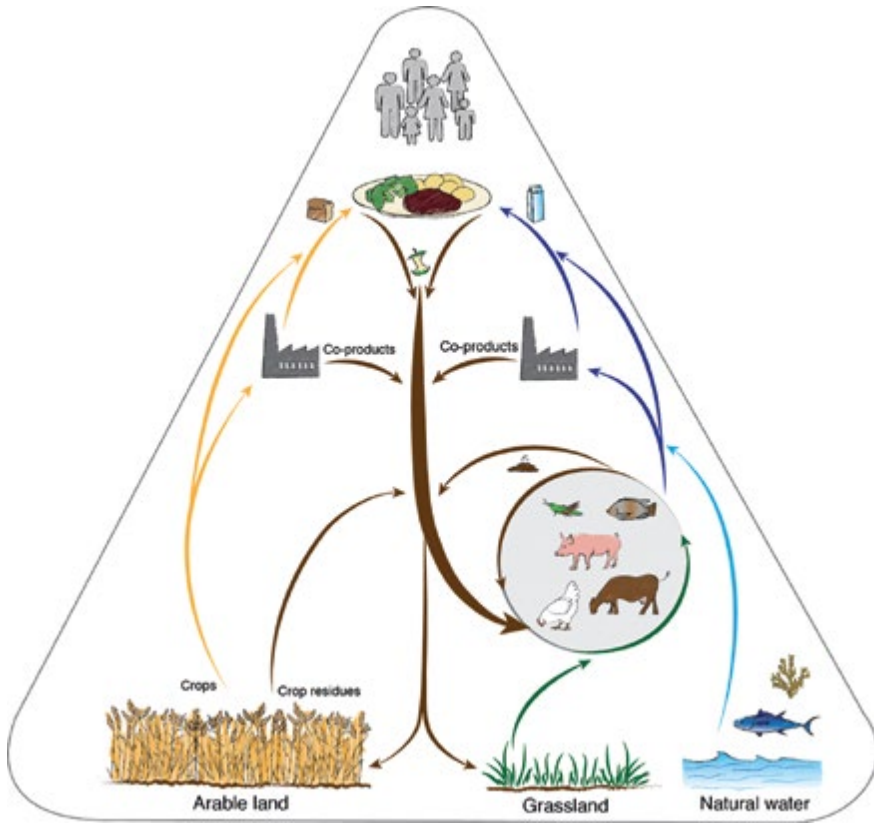 Co-products
Co-products
Crops
Crop residues
Arable land
Grassland
Natural water